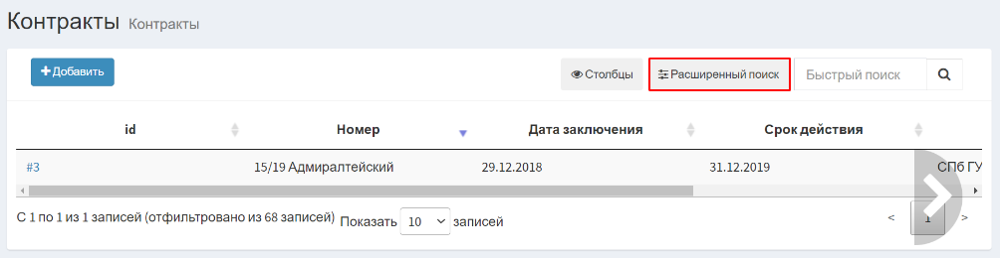 Контракты Контракты
Добавить Столбцы Расширенный поиск Быстрый поиск
id Номер Дата заключения Срок действия
#3 15/19 Адмиралтейский 29.12.2018 31.12.2019 СПб ГУ
С 1 по 1 из 1 записей (отфильтровано из 68 записей) Показать 10 записей < 1 >